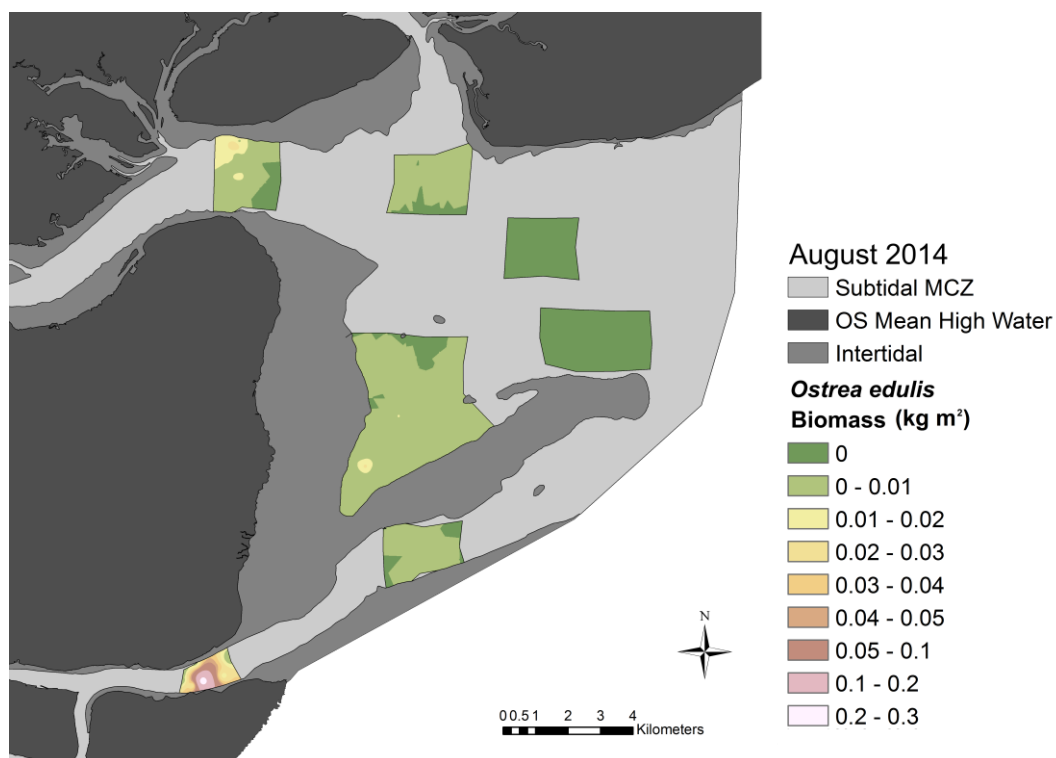 August 2014
Subtidal MCZ
OS Mean High Water
Intertidal
Ostrea edulis
Biomass (kg m²)
0
0 - 0.01
0.01 - 0.02
0.02 - 0.03
0.03 - 0.04
0.04 - 0.05
0.05 - 0.1
0.1 - 0.2
0.2 - 0.3
N
0 0.5 1 2 3 4
Kilometers